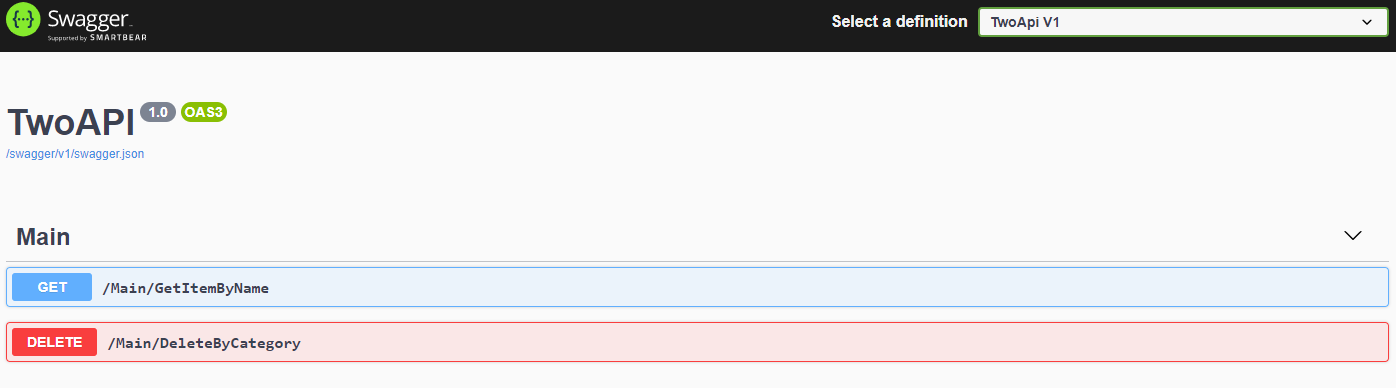 {··} Swagger™ Select a definition TwoApi V1
Supported by SMARTBEAR
TwoAPI 1.0 OAS3
/swagger/v1/swagger.json
Main
GET /Main/GetItemByName
DELETE /Main/DeleteByCategory